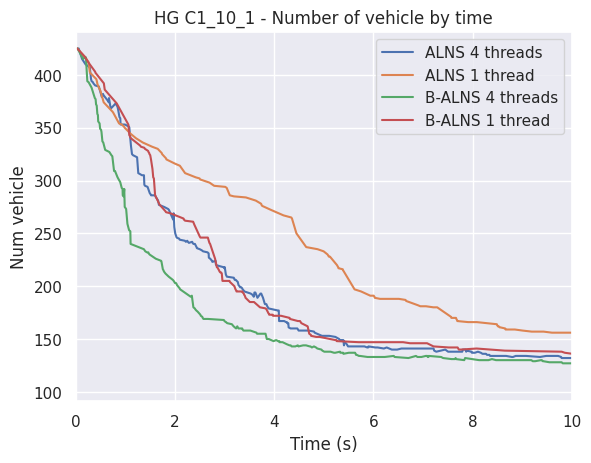 HG C1_10_1 - Number of vehicle by time
ALNS 4 threads
ALNS 1 thread
B-ALNS 4 threads
B-ALNS 1 thread
Num vehicle
400
350
300
250
200
150
100
0 2 4 6 8 10
Time (s)